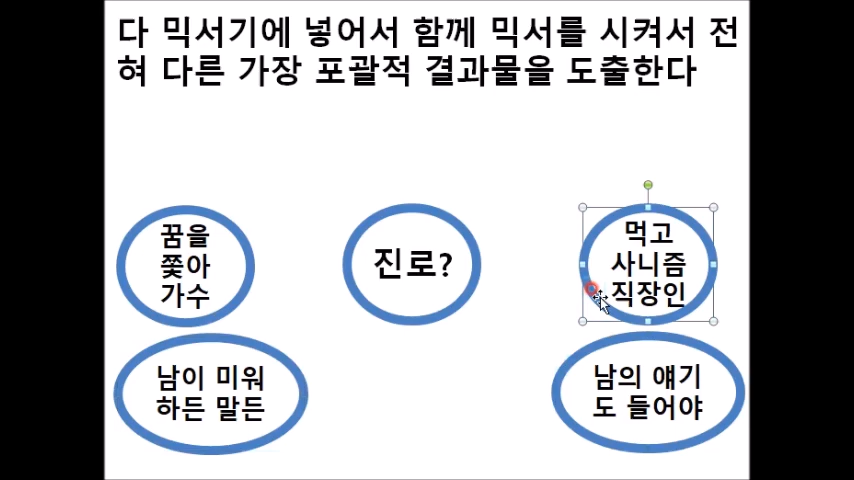 다 믹서기에 넣어서 함께 믹서를 시켜서 전
혀 다른 가장 포괄적 결과물을 도출한다
꿈을
쫓아
가수
진로?
먹고
사니즘
직장인
남이 미워
하든 말든
남의 얘기
도 들어야